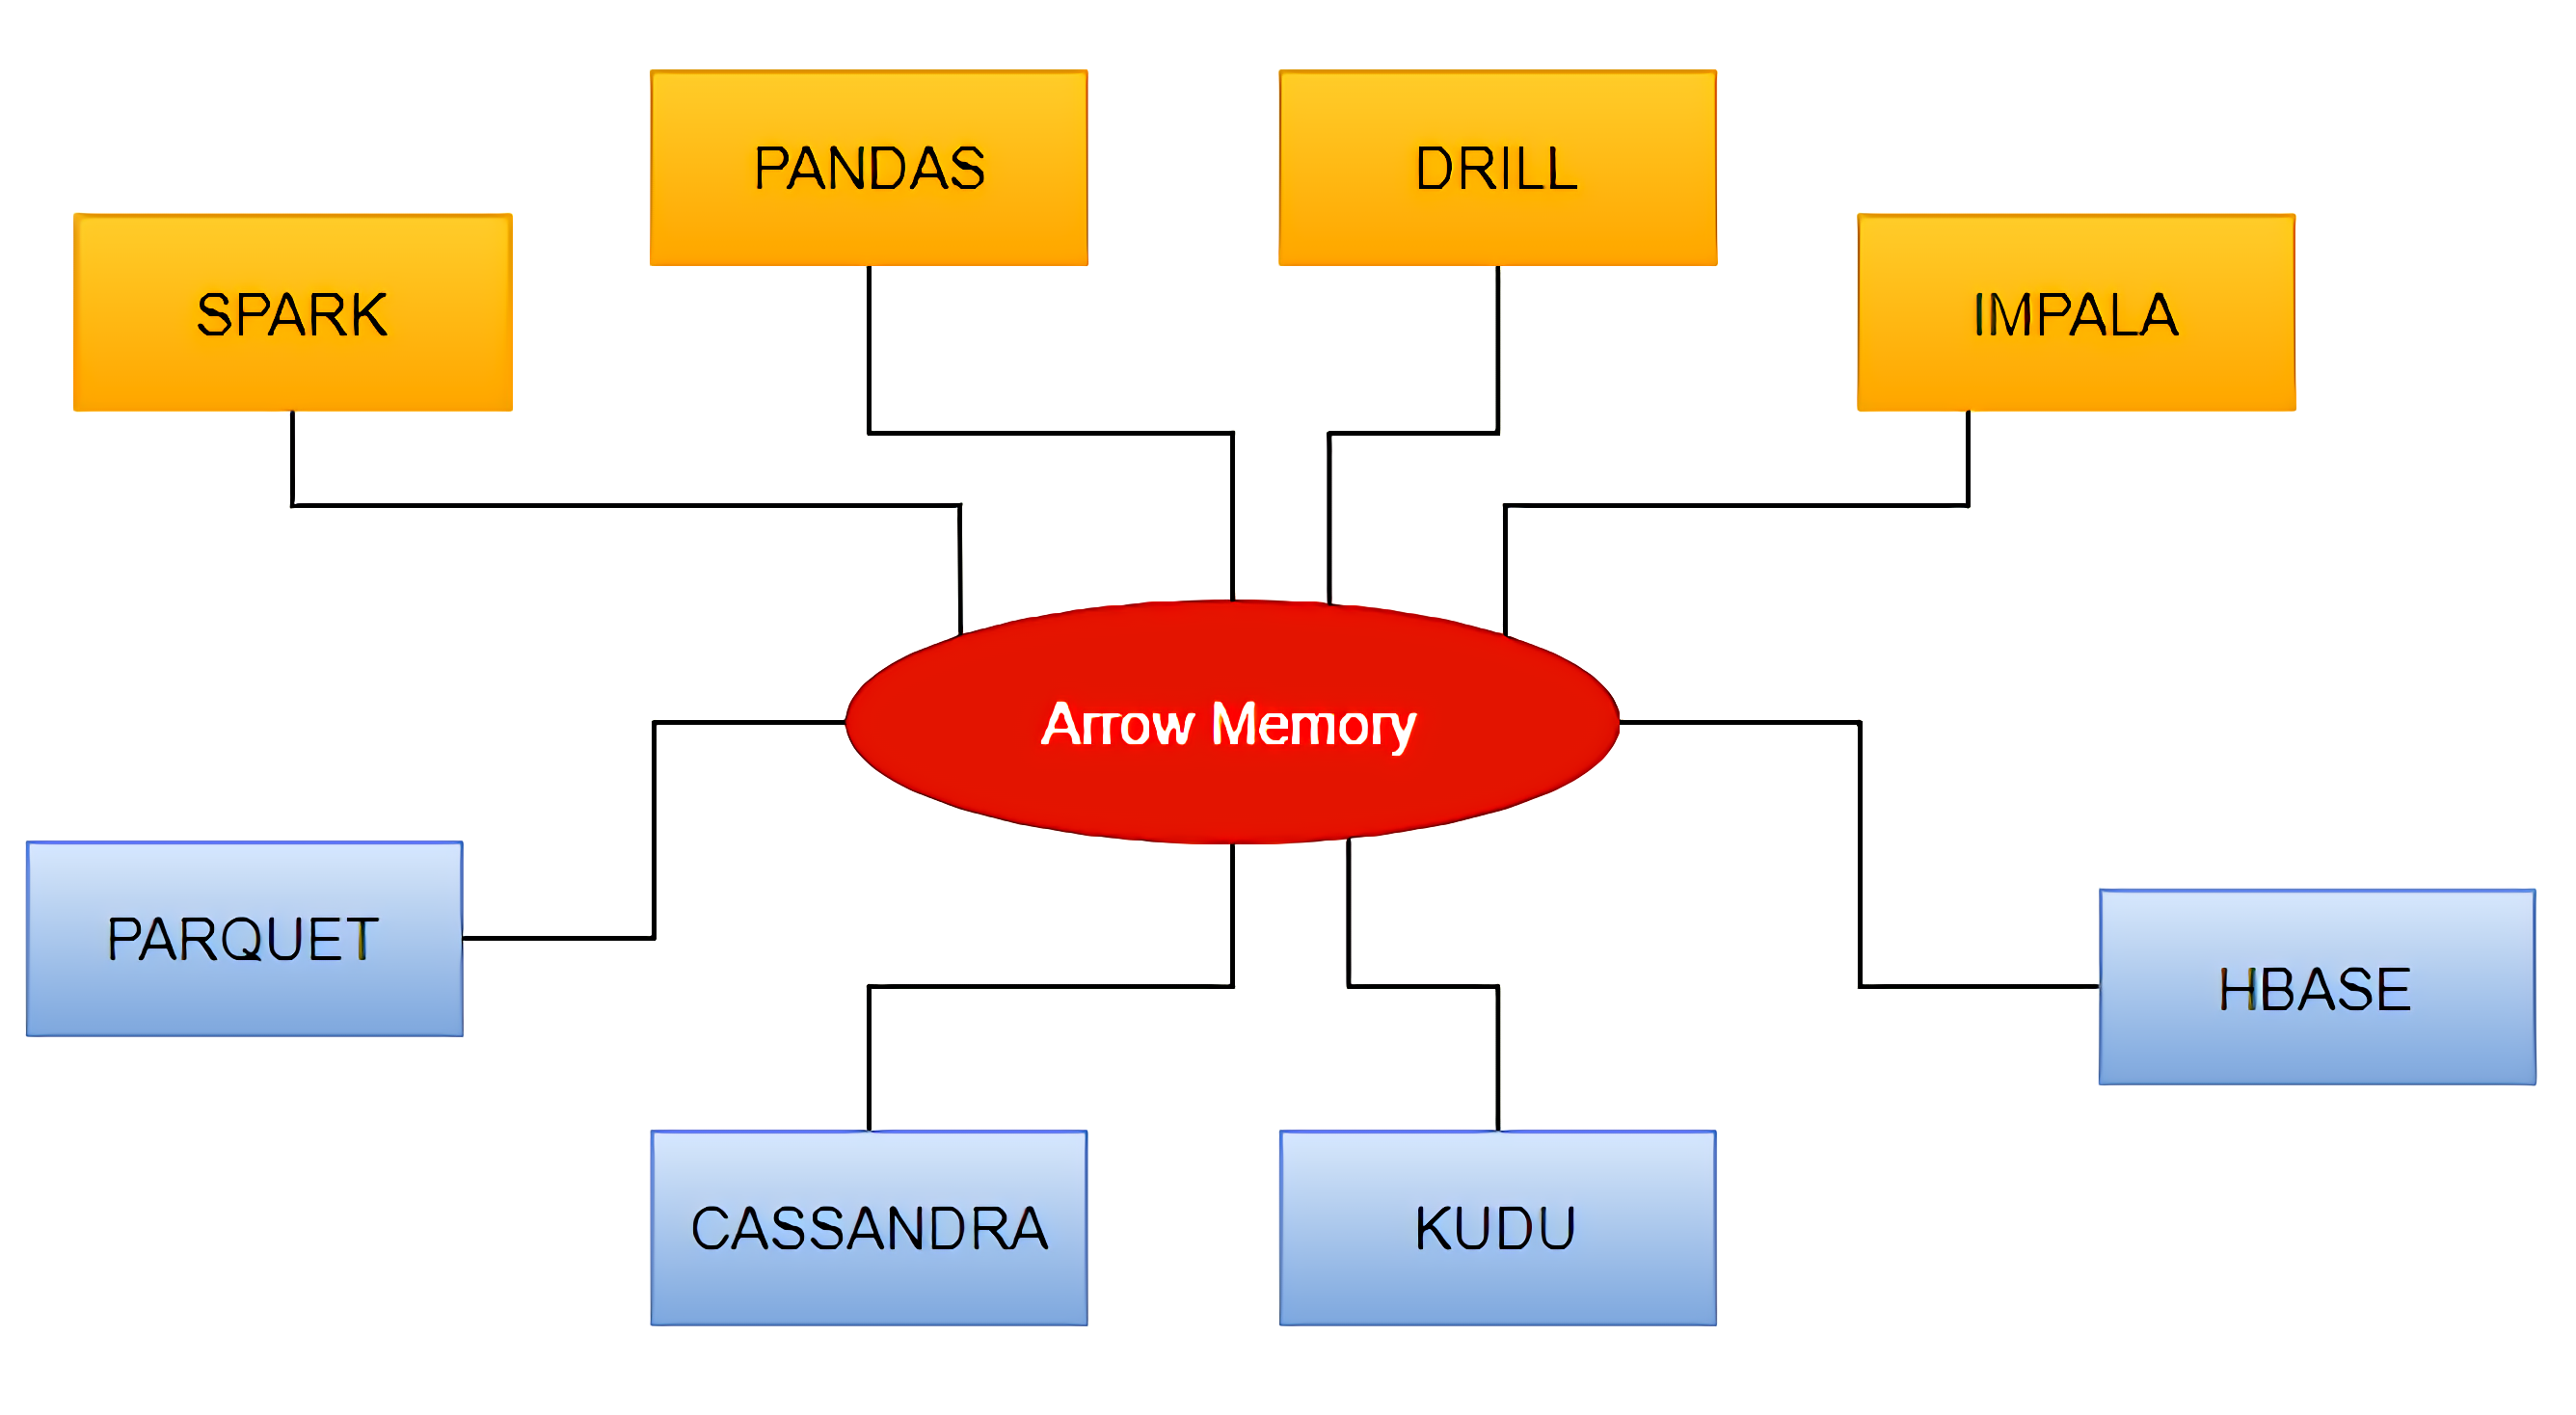 PANDAS
DRILL
SPARK
IMPALA
Arrow Memory
PARQUET
HBASE
CASSANDRA
KUDU